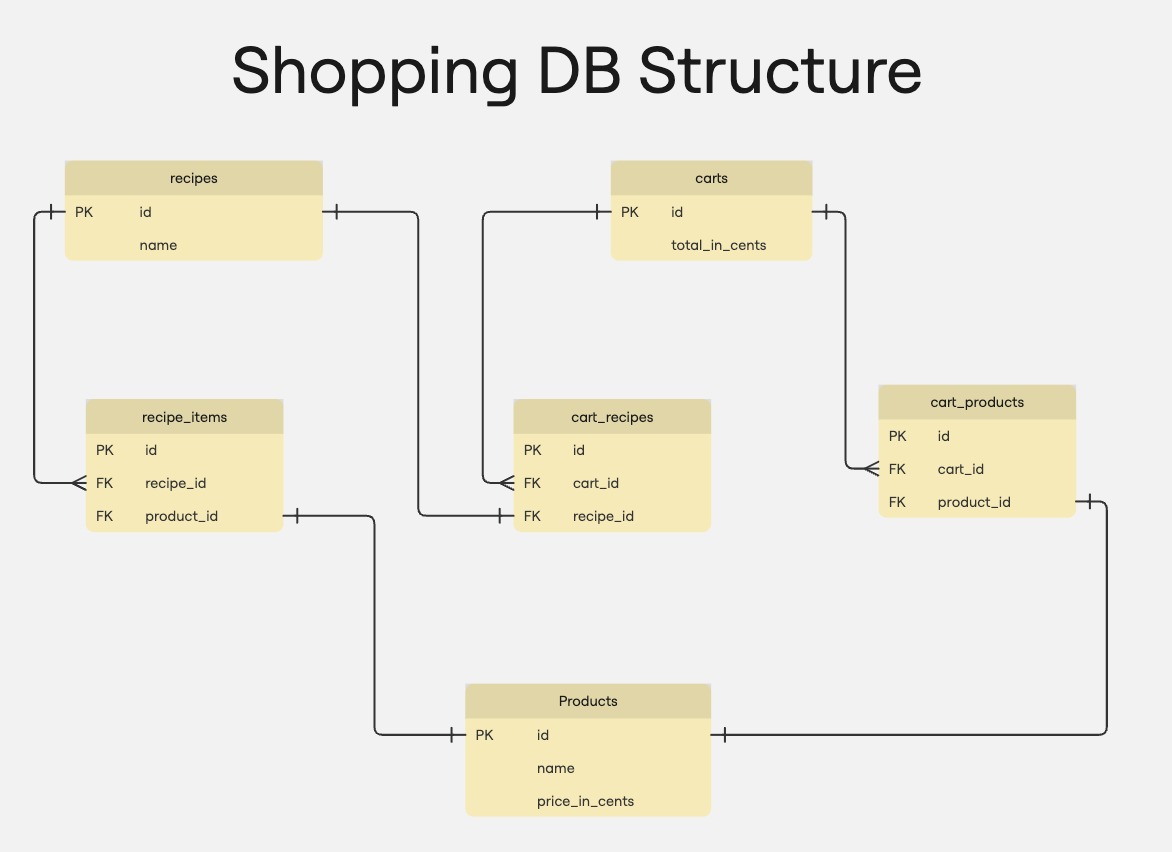 Shopping DB Structure
recipes
PK id
name
carts
PK id
total_in_cents
recipe_items
PK id
FK recipe_id
FK product_id
cart_recipes
PK id
FK cart_id
FK recipe_id
cart_products
PK id
FK cart_id
FK product_id
Products
PK id
name
price_in_cents